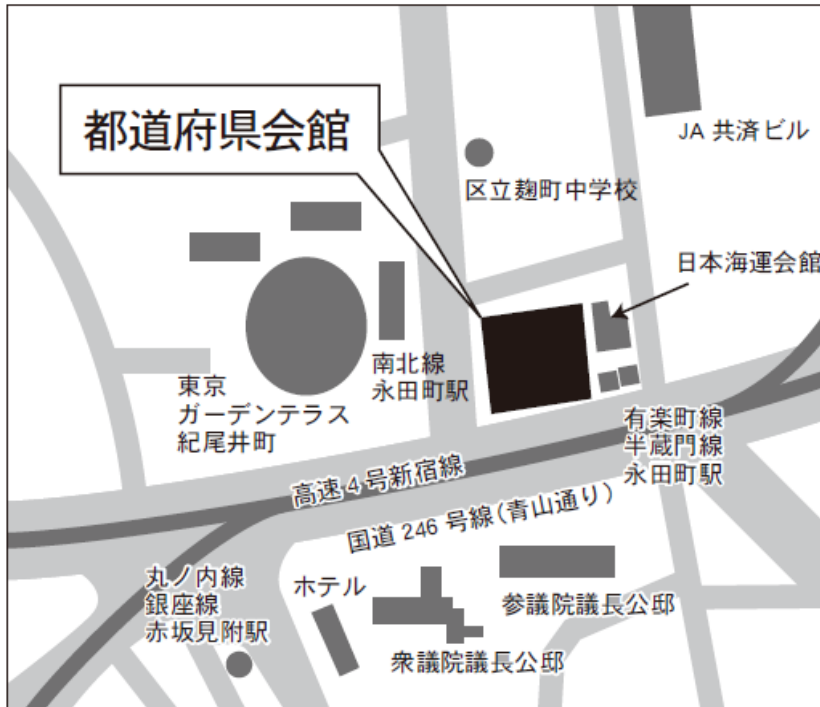 都道府県会館
JA 共済ビル
区立麹町中学校
日本海運会館
南北線
永田町駅
東京
ガーデンテラス
紀尾井町
有楽町線
半蔵門線
永田町駅
高速 4 号新宿線
国道 246 号線(青山通り)
丸ノ内線
銀座線
赤坂見附駅
ホテル
参議院議長公邸
衆議院議長公邸